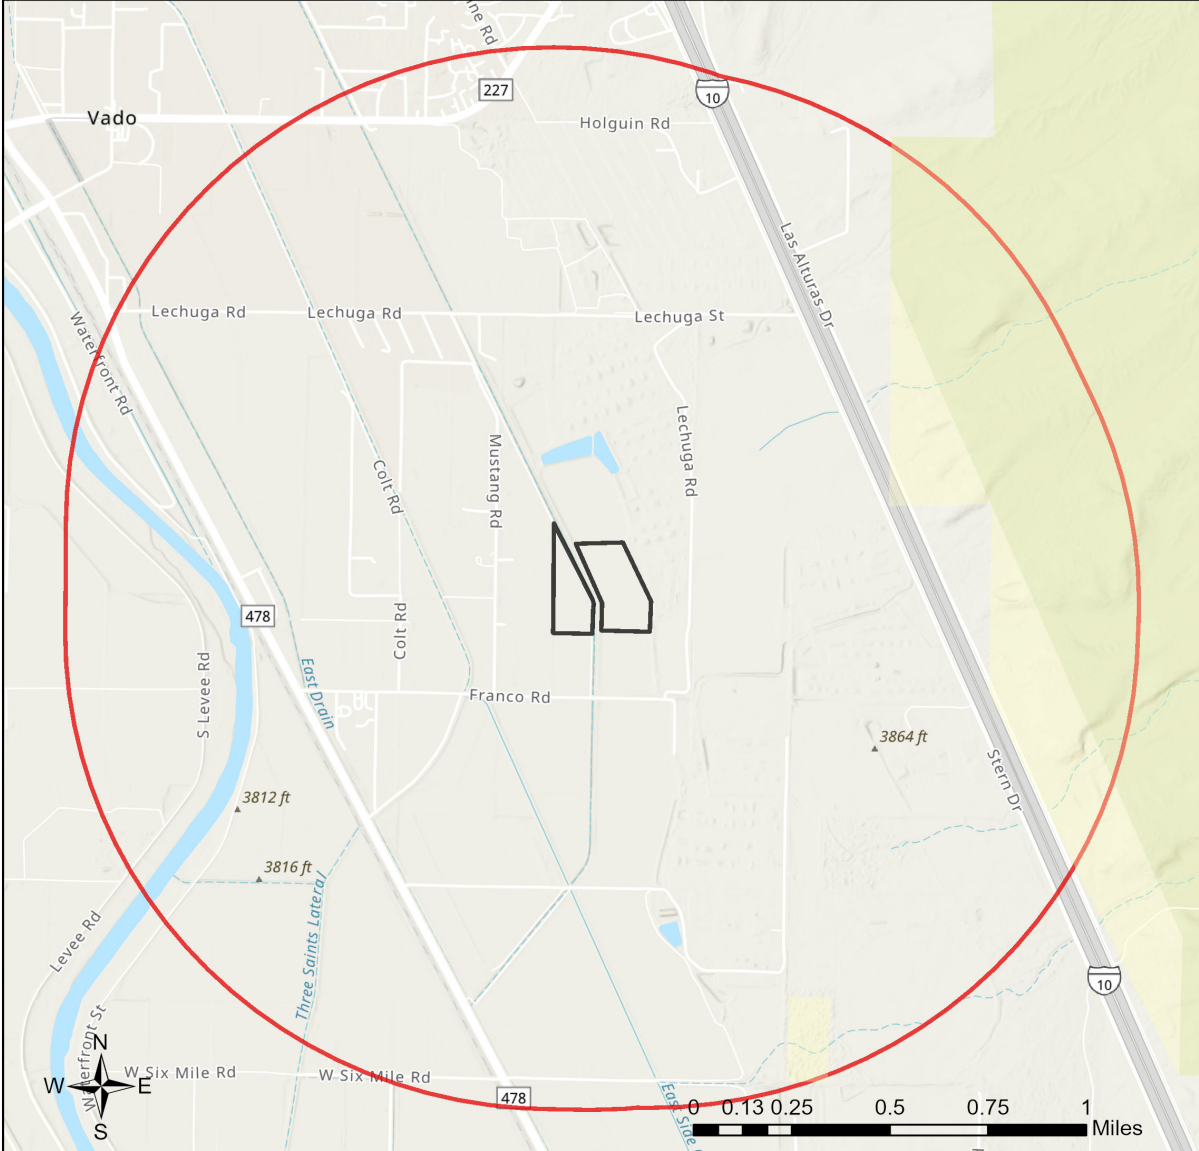 ne Rd
227
10
Vado
Holguin Rd
Las Alturas Dr
Lechuga Rd
Lechuga Rd
Lechuga St
Waterfront Rd
Lechuga Rd
Mustang Rd
Colt Rd
478
Colt Rd
S Levee Rd
East Drain
Franco Rd
3864 ft
Stern Dr
3812 ft
3816 ft
Three Saints Lateral
Levee Rd
10
Waterfront St
N
W
E
S
W Six Mile Rd
W Six Mile Rd
478
East Side
0 0.13 0.25 0.5 0.75 1
Miles